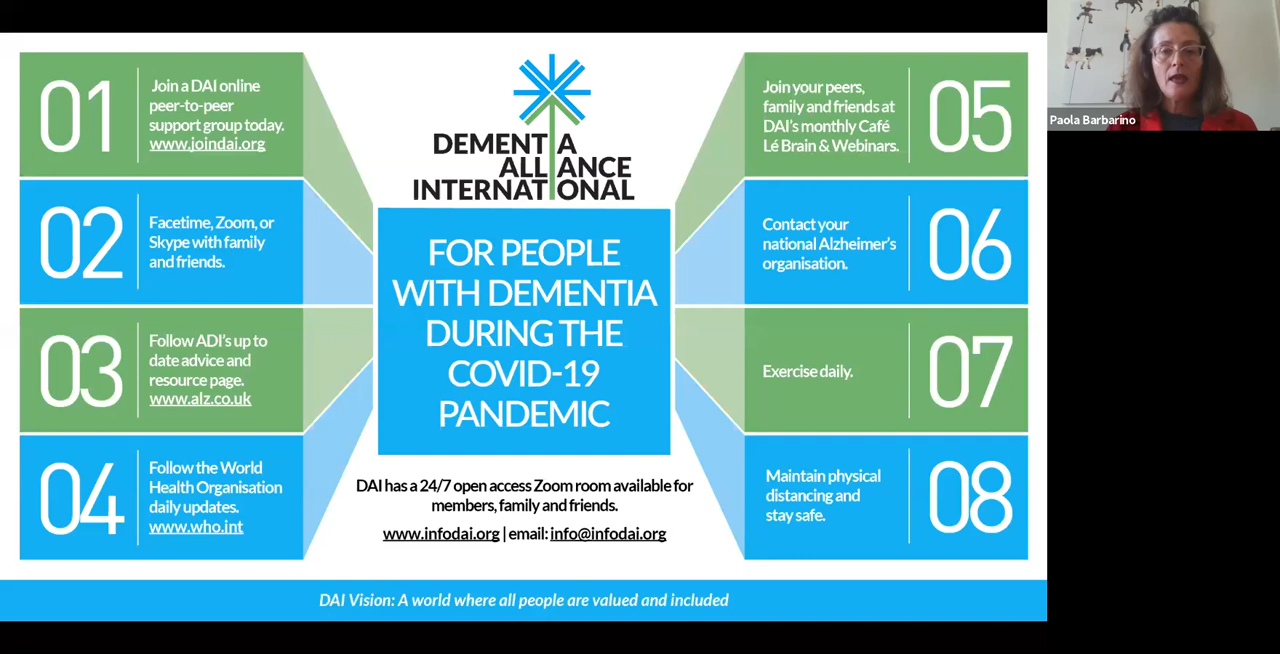 01
Join a DAI online
peer-to-peer
support group today.
www.joindai.org
02
Facetime, Zoom, or
Skype with family
and friends.
03
Follow ADI's up to
date advice and
resource page.
www.alz.co.uk
04
Follow the World
Health Organisation
daily updates.
www.who.int
DEMENTIA
ALLIANCE
INTERNATIONAL
FOR PEOPLE
WITH DEMENTIA
DURING THE
COVID-19
PANDEMIC
DAI has a 24/7 open access Zoom room available for
members, family and friends.
www.infodai.org | email: info@infodai.org
Join your peers,
family and friends at
DAI's monthly Café
Lé Brain & Webinars.
05
Contact your
national Alzheimer's
organisation.
06
Exercise daily.
07
Maintain physical
distancing and
stay safe.
08
DAI Vision: A world where all people are valued and included
Paola Barbarino